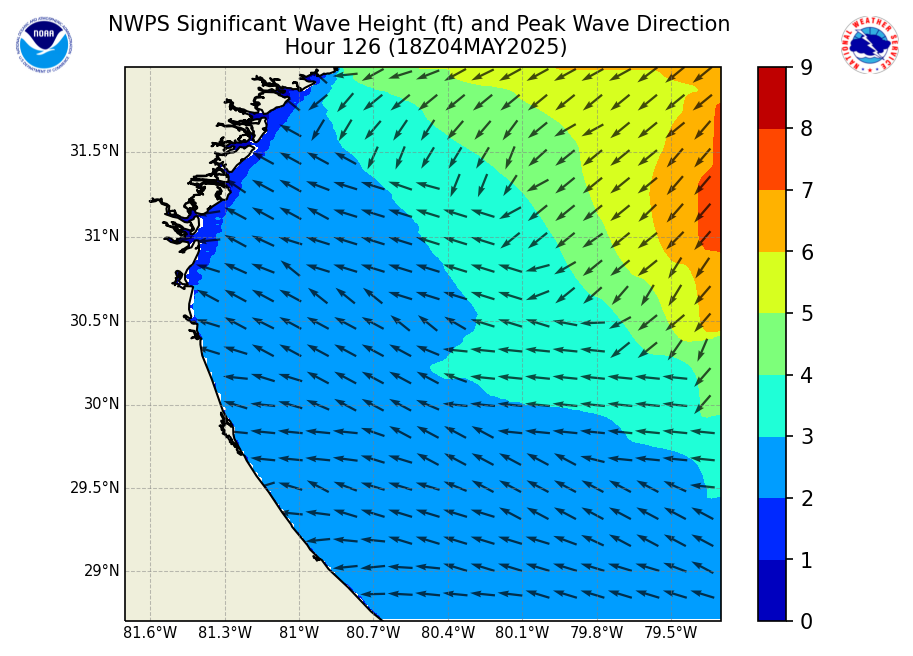 NWPS Significant Wave Height (ft) and Peak Wave Direction
Hour 126 (18Z04MAY2025)
NOAA
NATIONAL WEATHER SERVICE
31.5°N
31°N
30.5°N
30°N
29.5°N
29°N
81.6°W 81.3°W 81°W 80.7°W 80.4°W 80.1°W 79.8°W 79.5°W
9
8
7
6
5
4
3
2
1
0